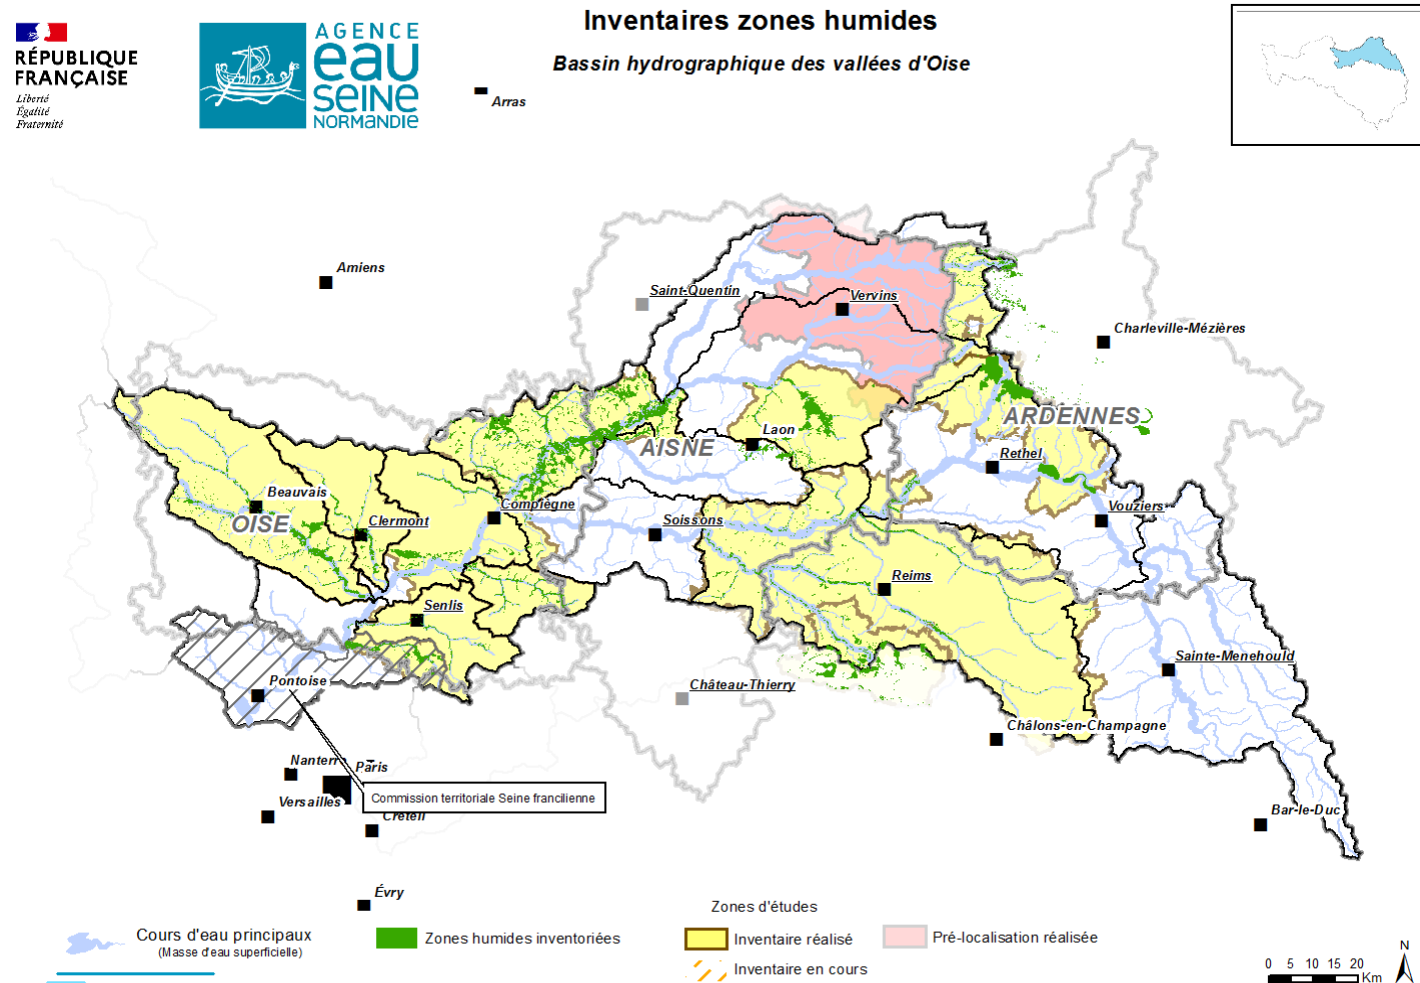 Inventaires zones humides
Bassin hydrographique des vallées d'Oise
RÉPUBLIQUE
FRANÇAISE
Liberté
Égalité
Fraternité
AGENCE
eau
SEINE
NORMANDIE
Arras
Amiens
Saint-Quentin
Vervins
Charleville-Mézières
ARDENNES
Laon
AISNE
Rethel
Beauvais
OISE
Clermont
Compiègne
Soissons
Vouziers
Reims
Senlis
Sainte-Menehould
Pontoise
Château-Thierry
Châlons-en-Champagne
Nanterr
Paris
Commission territoriale Seine francilienne
Versailles
Créteil
Bar-le-Duc
Évry
Zones d'études
Cours d'eau principaux
(Masse d'eau superficielle)
Zones humides inventoriées
Inventaire réalisé
Pré-localisation réalisée
Inventaire en cours
0 5 10 15 20
Km
N